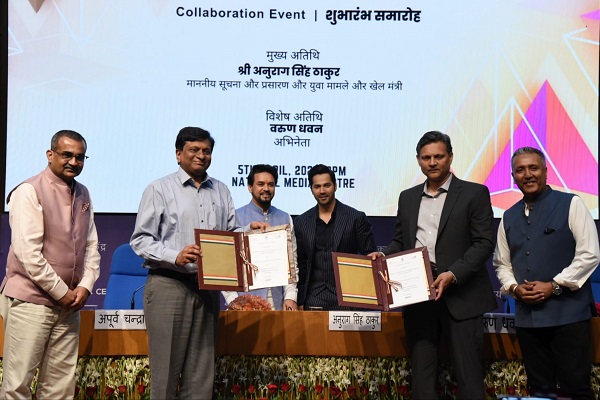 Collaboration Event | शुभारंभ समारोह
मुख्य अतिथि
श्री अनुराग सिंह ठाकुर
माननीय सूचना और प्रसारण और युवा मामले और खेल मंत्री
विशेष अतिथि
वरुण धवन
अभिनेता
अपूर्व चन्द्रा
अनुराग सिंह ठाकुर